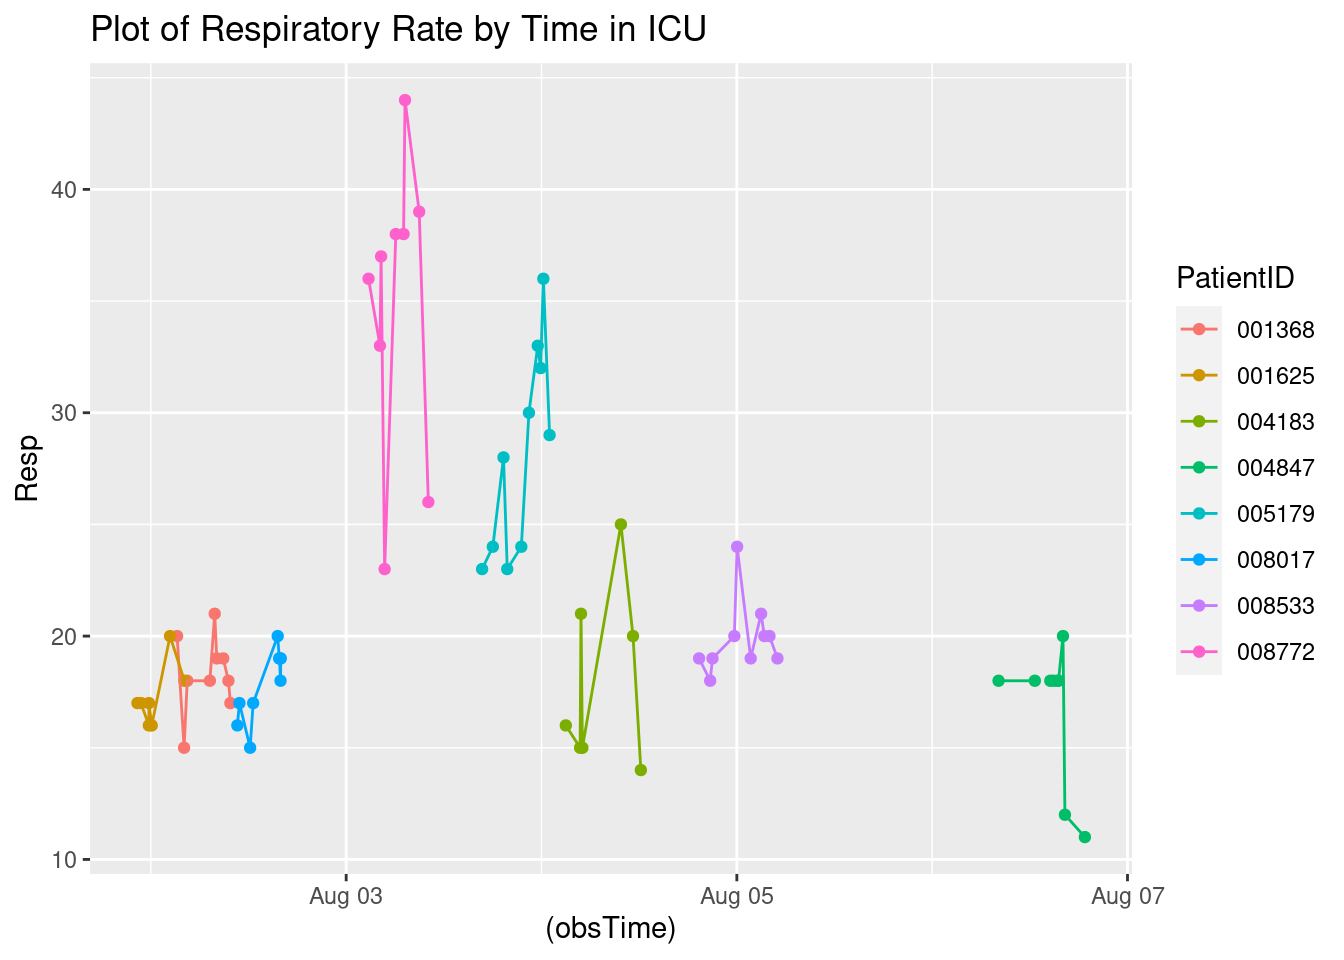 Plot of Respiratory Rate by Time in ICU
Resp
40
30
20
10
Aug 03
Aug 05
Aug 07
(obsTime)
PatientID
001368
001625
004183
004847
005179
008017
008533
008772